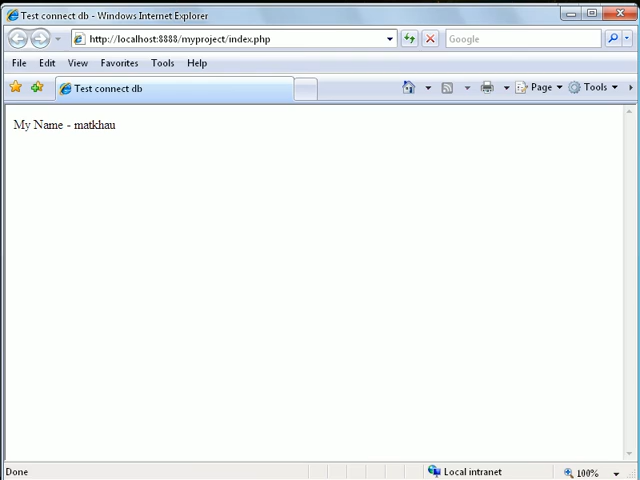 Test connect db - Windows Internet Explorer
http://localhost:8888/myproject/index.php
Google
File Edit View Favorites Tools Help
Test connect db
Page Tools
My Name - matkhau
Done
Local intranet
100%